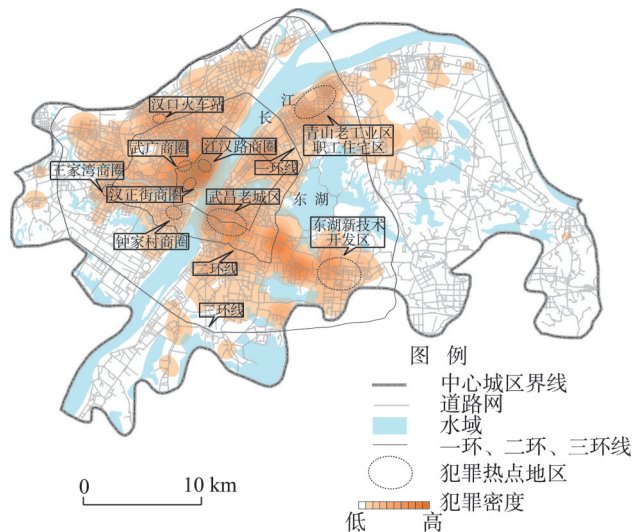 汉口火车站
江
长
青山老工业区
职工住宅区
武广商圈
江汉路商圈
二环线
王家湾商圈
汉正街商圈
武昌老城区
东湖
东湖新技术
开发区
钟家村商圈
二环线
三环线
图 例
中心城区界线
道路网
水域
一环、二环、三环线
犯罪热点地区
犯罪密度
低 高
0 10 km